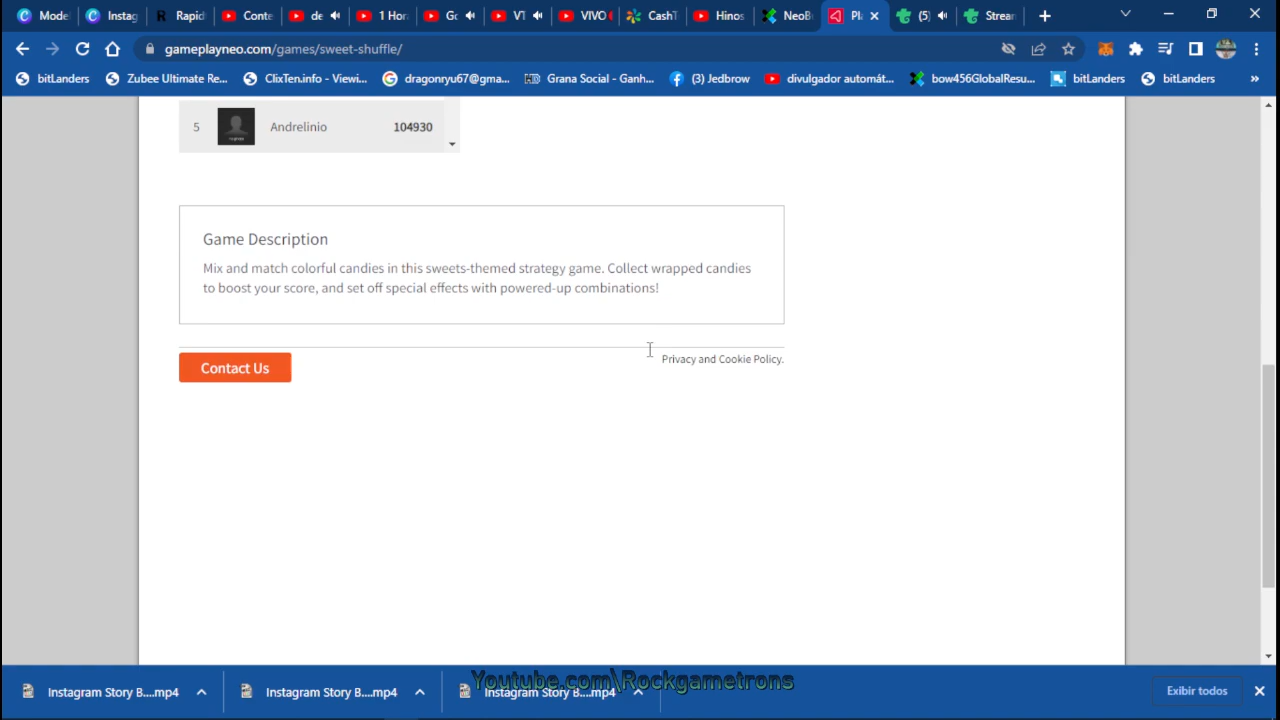 Mode
Instag
Rapid
Conte
de
1 Hor
Go
VT
VIVO
CashT
Hinos
NeoB
Pl
(5)
Strean
gameplayneo.com/games/sweet-shuffle/
bitLanders
Zubee Ultimate Re...
ClixTen.info - Viewi...
dragonryu67@gma...
Grana Social - Ganh...
(3) Jedbrow
divulgador automát...
bow456GlobalResu...
bitLanders
bitLanders
»
5 Andrelinio 104930
Game Description
Mix and match colorful candies in this sweets-themed strategy game. Collect wrapped candies
to boost your score, and set off special effects with powered-up combinations!
Privacy and Cookie Policy.
Contact Us
Instagram Story B....mp4
Instagram Story B....mp4
Instagram Story B....mp4
Youtube.com\Rockgametrons
Exibir todos